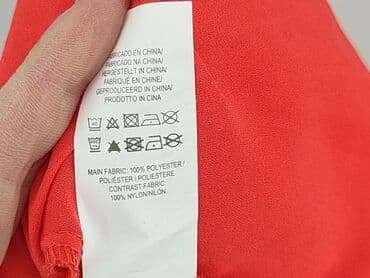 FABRICADO EN CHINA/
FABRICADO NA CHINA/
HERGESTELLT IN CHINA/
FABRIQUÉ EN CHINE/
GEPRODUCEERD IN CHINA/
PRODOTTO IN CINA
MAIN FABRIC: 100% POLYESTER /
POLIÉSTER / POLIESTERE
CONTRAST FABRIC:
100% NYLON/NILÓN